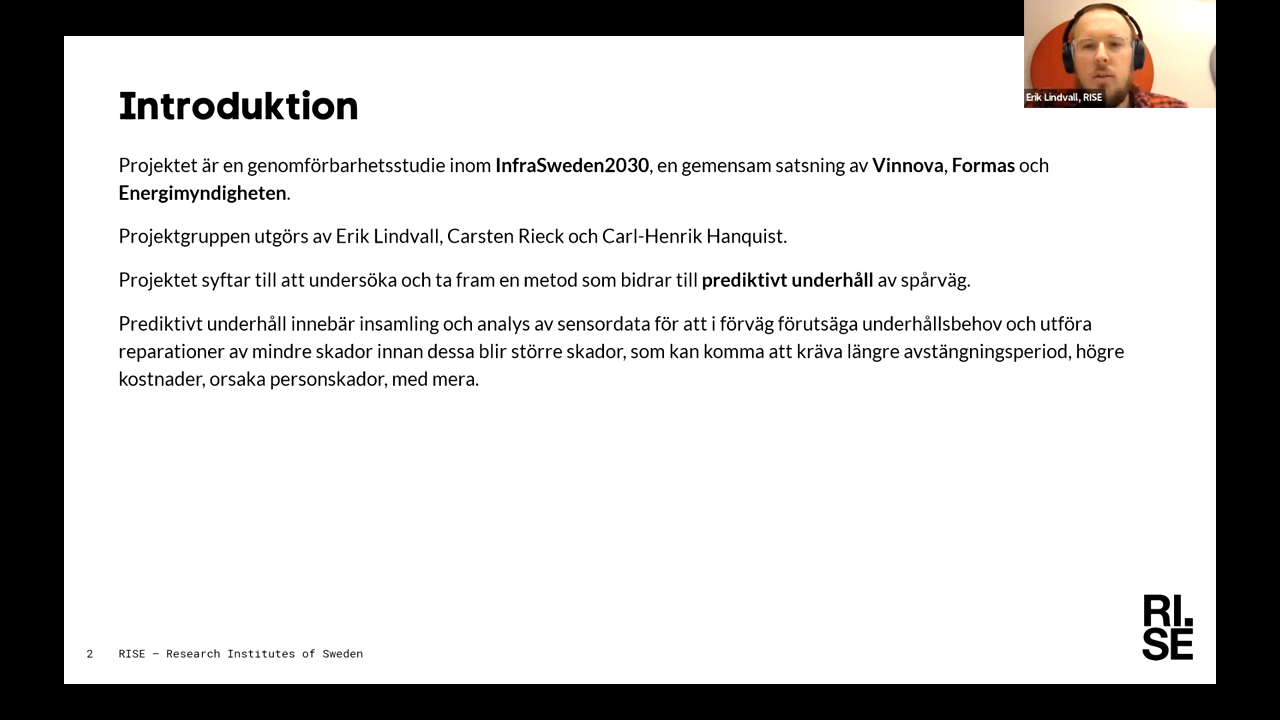 Erik Lindvall, RISE
Introduktion
Projektet är en genomförbarhetsstudie inom InfraSweden2030, en gemensam satsning av Vinnova, Formas och
Energimyndigheten.
Projektgruppen utgörs av Erik Lindvall, Carsten Rieck och Carl-Henrik Hanquist.
Projektet syftar till att undersöka och ta fram en metod som bidrar till prediktivt underhåll av spårväg.
Prediktivt underhåll innebär insamling och analys av sensordata för att i förväg förutsäga underhållsbehov och utföra
reparationer av mindre skador innan dessa blir större skador, som kan komma att kräva längre avstängningsperiod, högre
kostnader, orsaka personskador, med mera.
2 RISE — Research Institutes of Sweden
RI.
SE